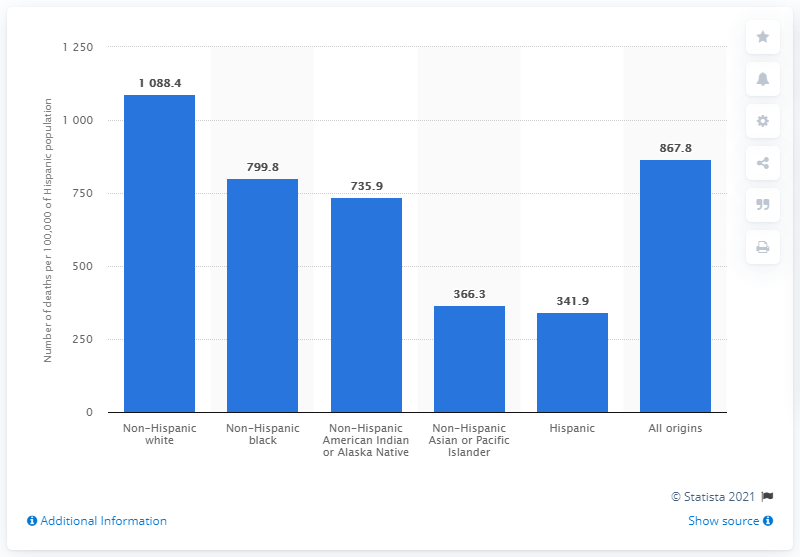 Number of deaths per 100,000 of Hispanic population
1 250
1 000
750
500
250
0
1 088.4
799.8
735.9
366.3
341.9
867.8
Non-Hispanic
white
Non-Hispanic
black
Non-Hispanic
American Indian
or Alaska Native
Non-Hispanic
Asian or Pacific
Islander
Hispanic
All origins
© Statista 2021
Additional Information
Show source